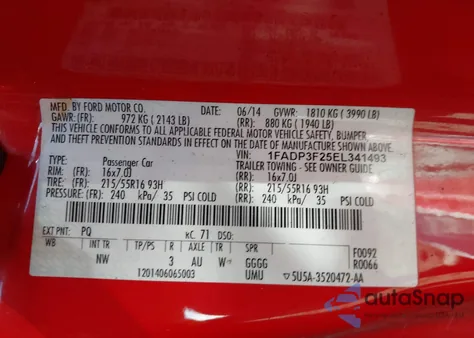 MFD. BY FORD MOTOR CO.
DATE: 06/14 GVWR: 1810 KG ( 3990 LB)
GAWR: (FR): 972 KG ( 2143 LB) (RR): 880 KG ( 1940 LB)
THIS VEHICLE CONFORMS TO ALL APPLICABLE FEDERAL MOTOR VEHICLE SAFETY, BUMPER,
AND THEFT PREVENTION STANDARDS IN EFFECT ON THE DATE OF MANUFACTURE SHOWN ABOVE.
VIN: 1FADP3F25EL341493
TYPE: Passenger Car TRAILER TOWING - SEE OWNER GUIDE
RIM: (FR): 16x7.0J (RR): 16x7.0J
TIRE: (FR): 215/55R16 93H (RR): 215/55R16 93H
PSR: (FR): 240 kPa/ 35 PSI COLD (RR): 240 kPa/ 35 PSI COLD
EXT PNT: PQ RC: 71 DSO: F0092
WB INT TR TP/PS R AXLE TR SPR R0066
NW 3 AU W GGGG
1201406065003 UMU 5U5A-3520472-AA
autoSnap